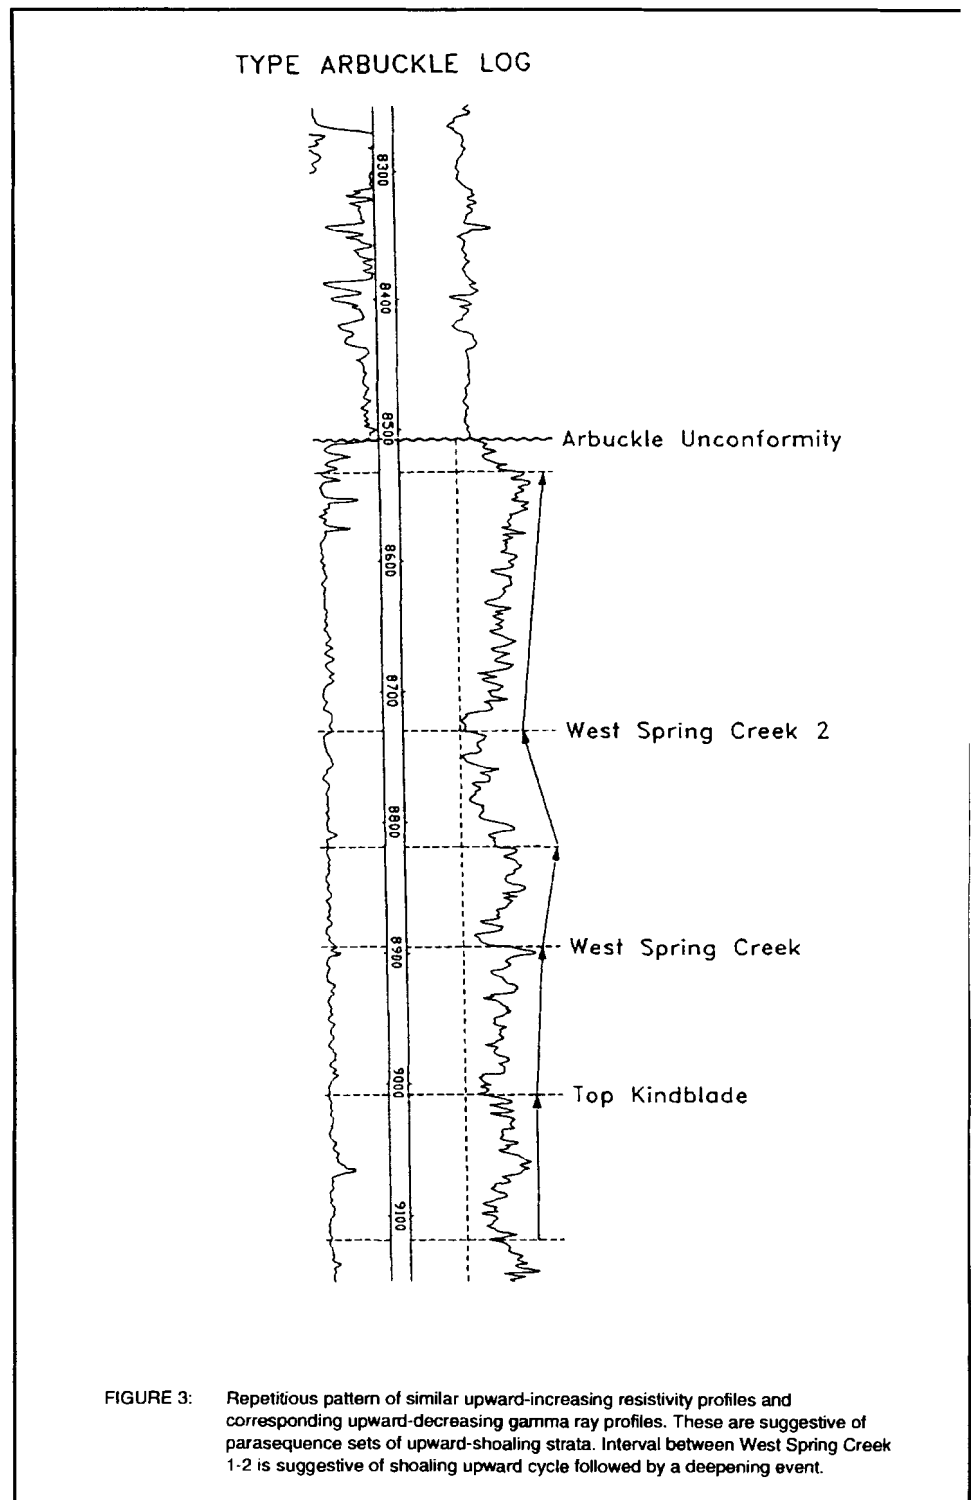 TYPE ARBUCKLE LOG
8300
8400
8500
Arbuckle Unconformity
8600
8700
West Spring Creek 2
8800
8900
West Spring Creek
9000
Top Kindblade
9100
FIGURE 3: Repetitious pattern of similar upward-increasing resistivity profiles and
corresponding upward-decreasing gamma ray profiles. These are suggestive of
parasequence sets of upward-shoaling strata. Interval between West Spring Creek
1-2 is suggestive of shoaling upward cycle followed by a deepening event.